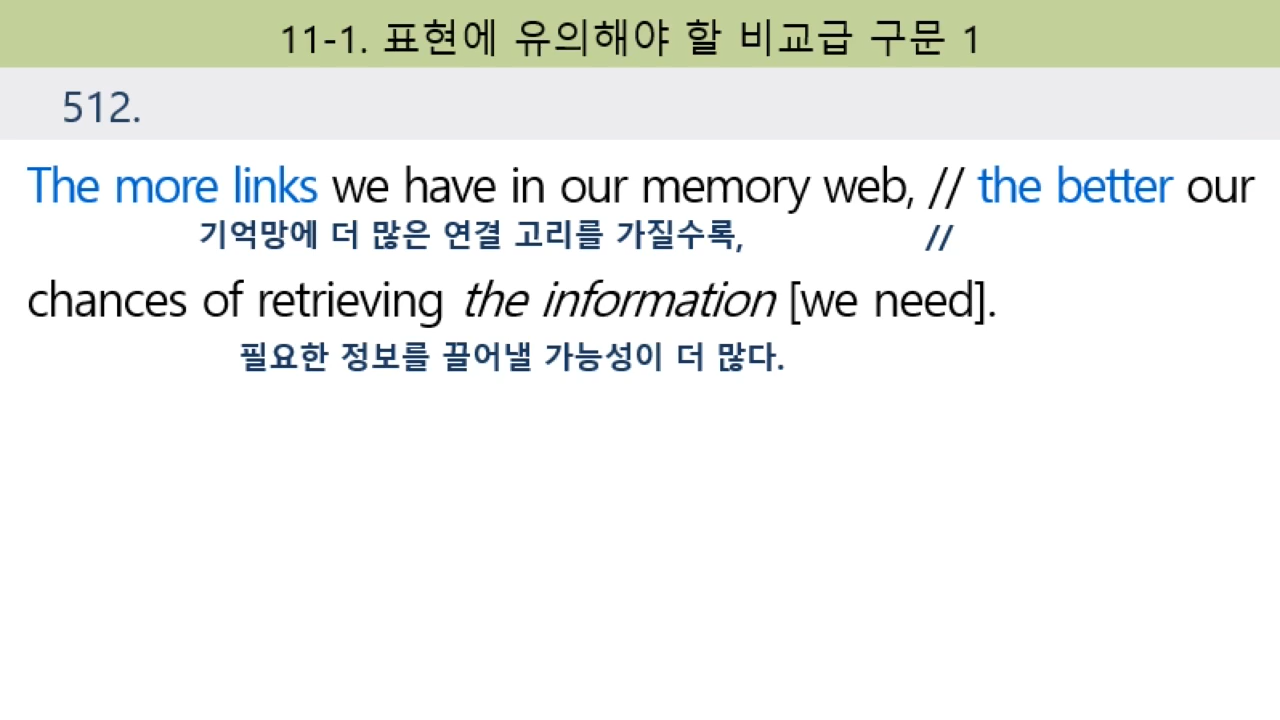 11-1. 표현에 유의해야 할 비교급 구문 1
512.
The more links we have in our memory web, // the better our
기억망에 더 많은 연결 고리를 가질수록, //
chances of retrieving the information [we need].
필요한 정보를 끌어낼 가능성이 더 많다.